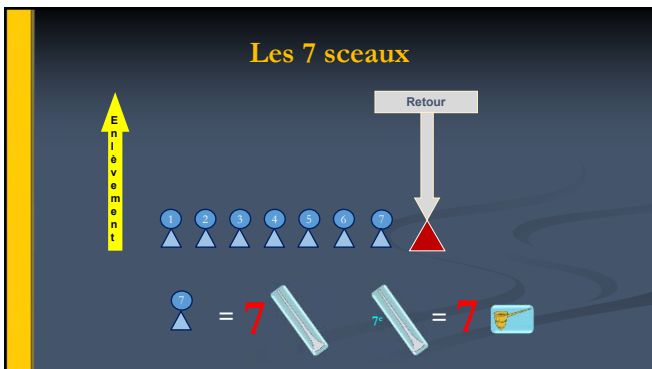 Les 7 sceaux
Retour
Enlèvement
1 2 3 4 5 6 7
7 = 7 7e = 7